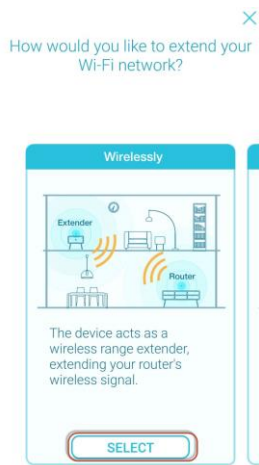 How would you like to extend your
Wi-Fi network?
Wirelessly
Extender
Router
The device acts as a
wireless range extender,
extending your router's
wireless signal.
SELECT